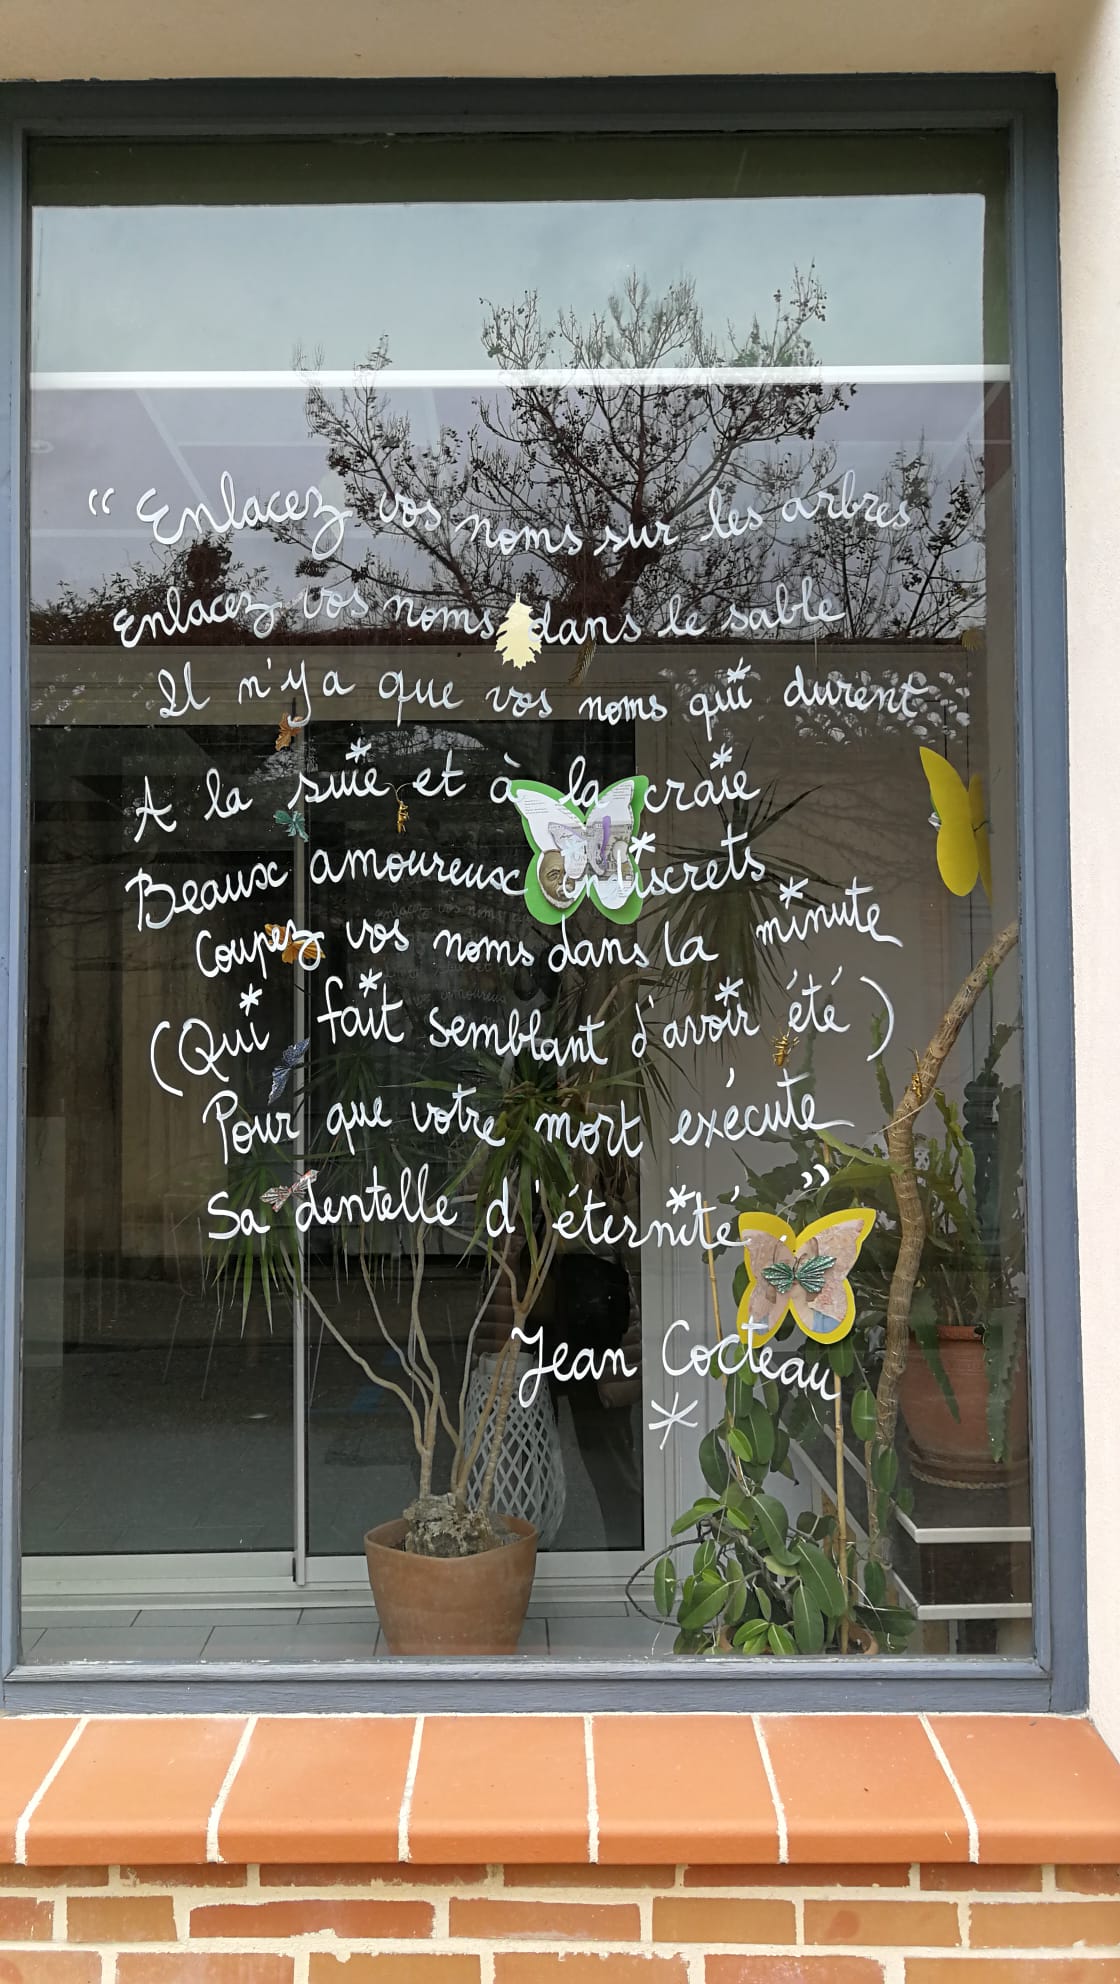 “ Enlacez vos noms sur les arbres
Enlacez vos noms dans le sable
Il n'y a que vos noms qui durent
A la suie et à la craie
Beaux amoureux indiscrets
Coupez vos noms dans la minute
(Qui fait semblant d'avoir été)
Pour que votre mort exécute
Sa dentelle d'éternité. ”
Jean Cocteau